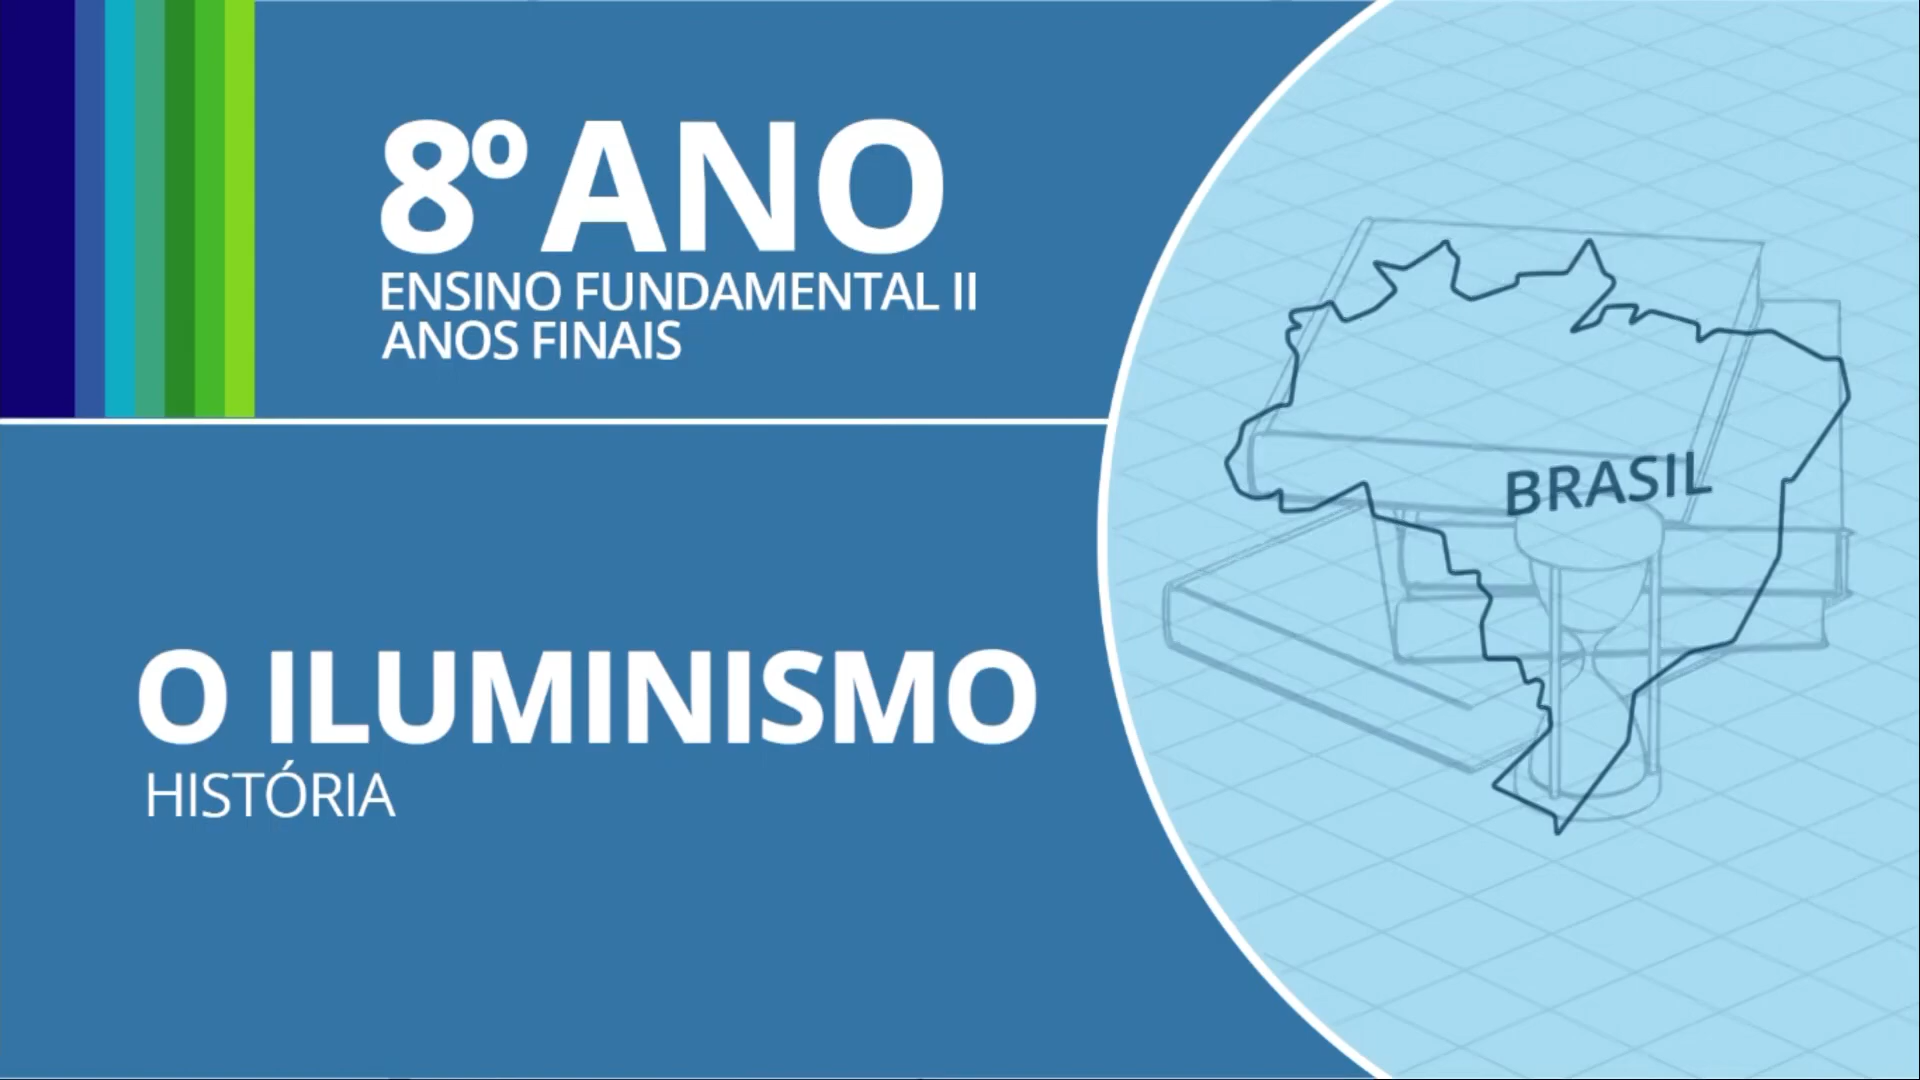 8º ANO
ENSINO FUNDAMENTAL II
ANOS FINAIS
O ILUMINISMO
HISTÓRIA
BRASIL